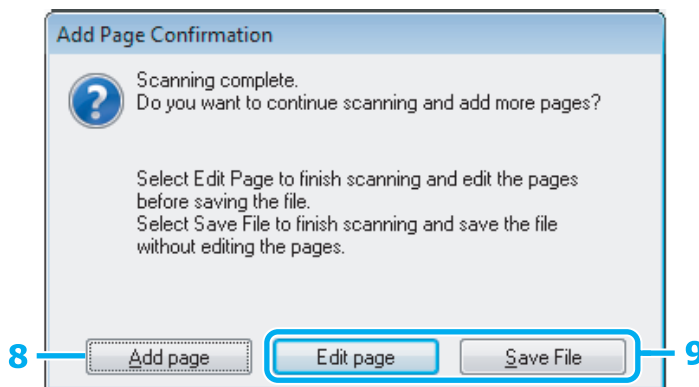 Add Page Confirmation
Scanning complete.
Do you want to continue scanning and add more pages?
Select Edit Page to finish scanning and edit the pages
before saving the file.
Select Save File to finish scanning and save the file
without editing the pages.
8 Add page Edit page Save File 9